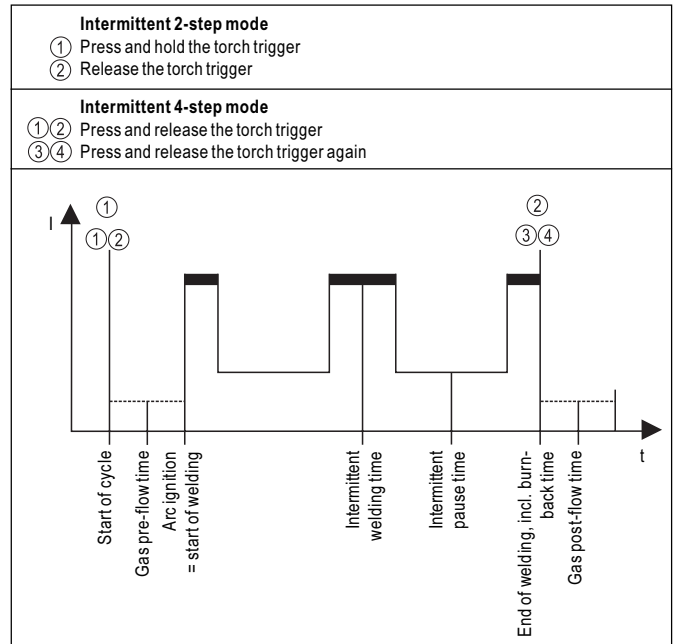 Intermittent 2-step mode
① Press and hold the torch trigger
② Release the torch trigger
Intermittent 4-step mode
①② Press and release the torch trigger
③④ Press and release the torch trigger again
I
①
①②
②
③④
t
Start of cycle
Gas pre-flow time
Arc ignition
= start of welding
Intermittent
welding time
Intermittent
pause time
End of welding, incl. burn-
back time
Gas post-flow time